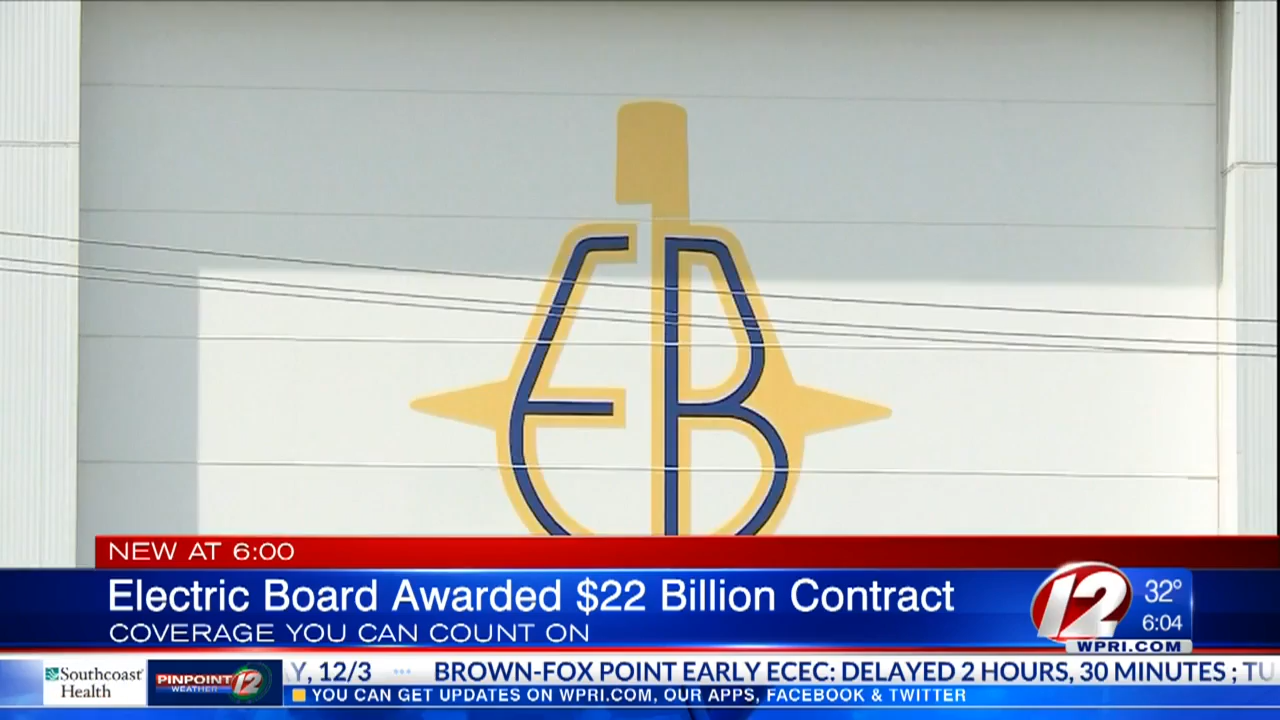 EB
NEW AT 6:00
Electric Board Awarded $22 Billion Contract
COVERAGE YOU CAN COUNT ON
12
32°
6:04
WPRI.COM
Southcoast Health
PINPOINT WEATHER 12
Y, 12/3 ... BROWN-FOX POINT EARLY ECEC: DELAYED 2 HOURS, 30 MINUTES ; TU
YOU CAN GET UPDATES ON WPRI.COM, OUR APPS, FACEBOOK & TWITTER